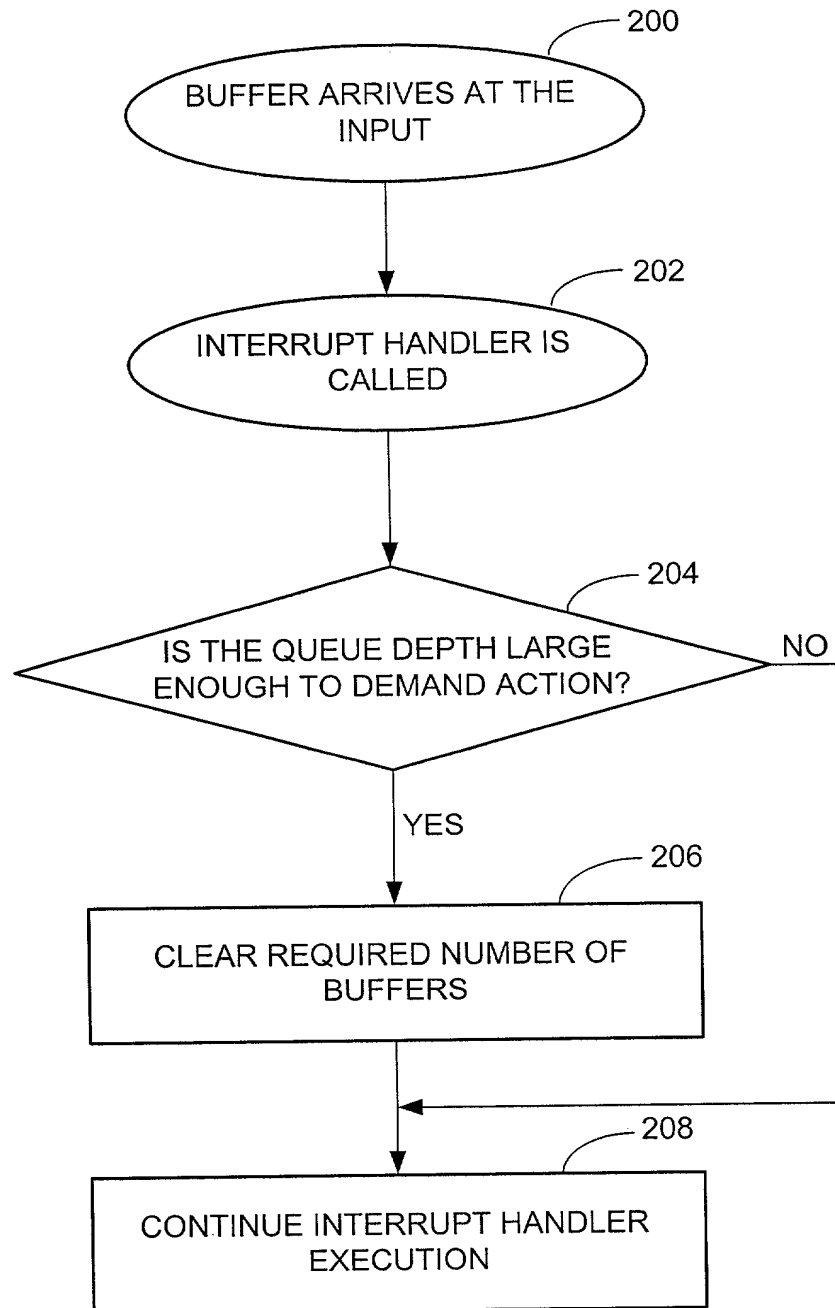 200
BUFFER ARRIVES AT THE
INPUT
202
INTERRUPT HANDLER IS
CALLED
204
IS THE QUEUE DEPTH LARGE
ENOUGH TO DEMAND ACTION?
NO
YES
206
CLEAR REQUIRED NUMBER OF
BUFFERS
208
CONTINUE INTERRUPT HANDLER
EXECUTION